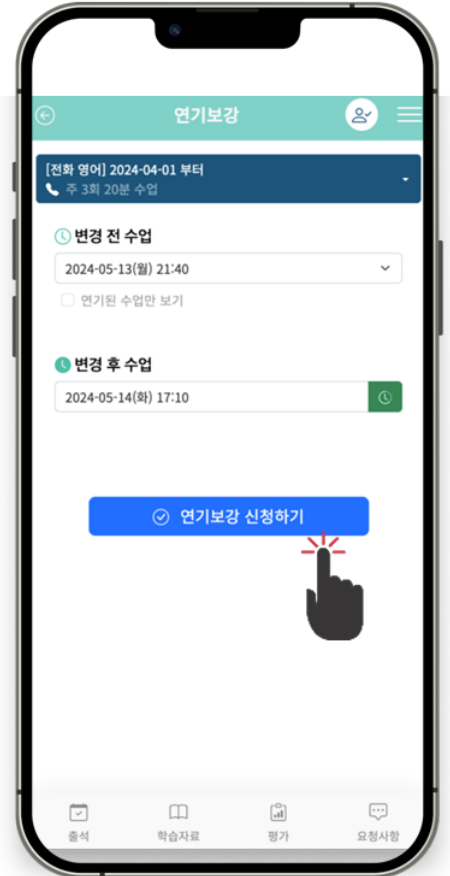 연기보강
[전화 영어] 2024-04-01 부터
주 3회 20분 수업
변경 전 수업
2024-05-13(월) 21:40
연기된 수업만 보기
변경 후 수업
2024-05-14(화) 17:10
연기보강 신청하기
출석 학습자료 평가 요청사항